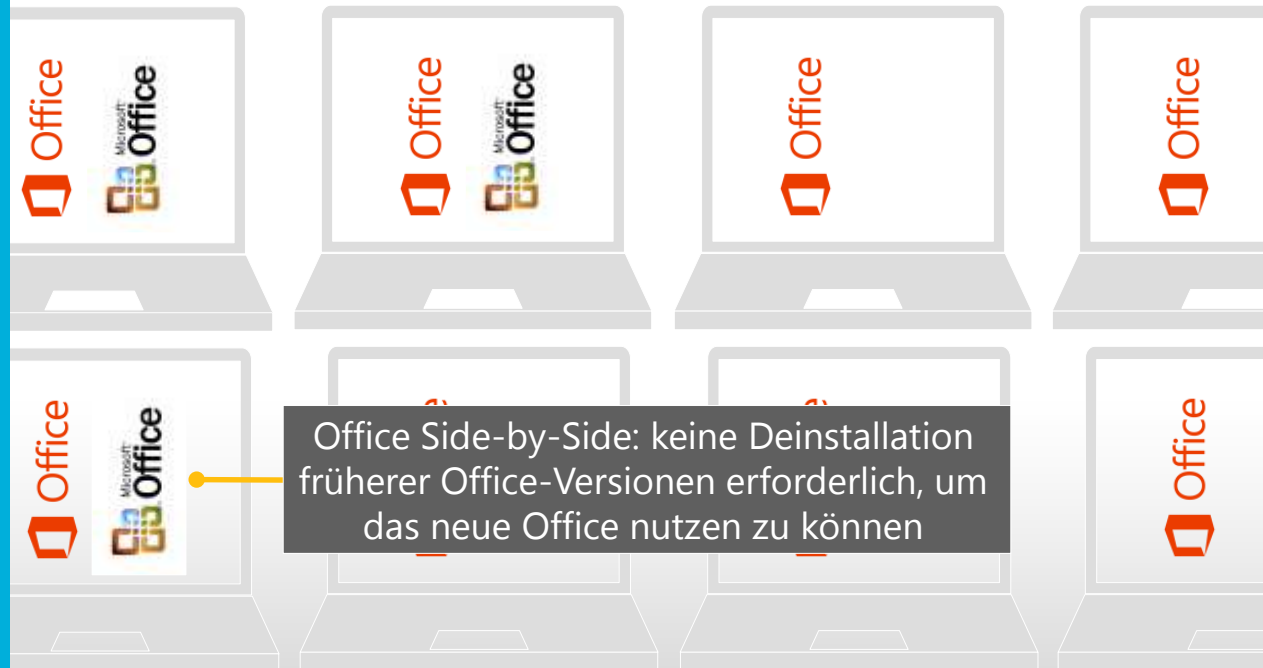 Office
Microsoft
Office
Office
Microsoft
Office
Office
Office
Office
Microsoft
Office
Office Side-by-Side: keine Deinstallation
früherer Office-Versionen erforderlich, um
das neue Office nutzen zu können
Office